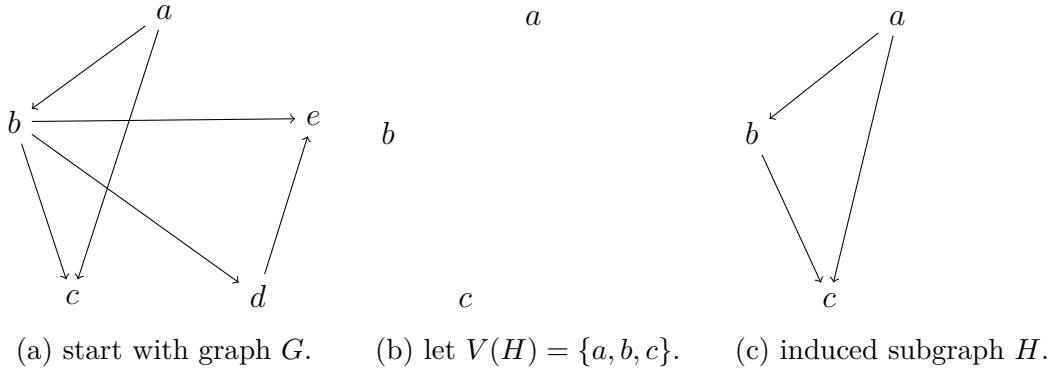 a
b
e
c
d
(a) start with graph G.
a
b
c
(b) let V(H) = {a, b, c}.
a
b
c
(c) induced subgraph H.